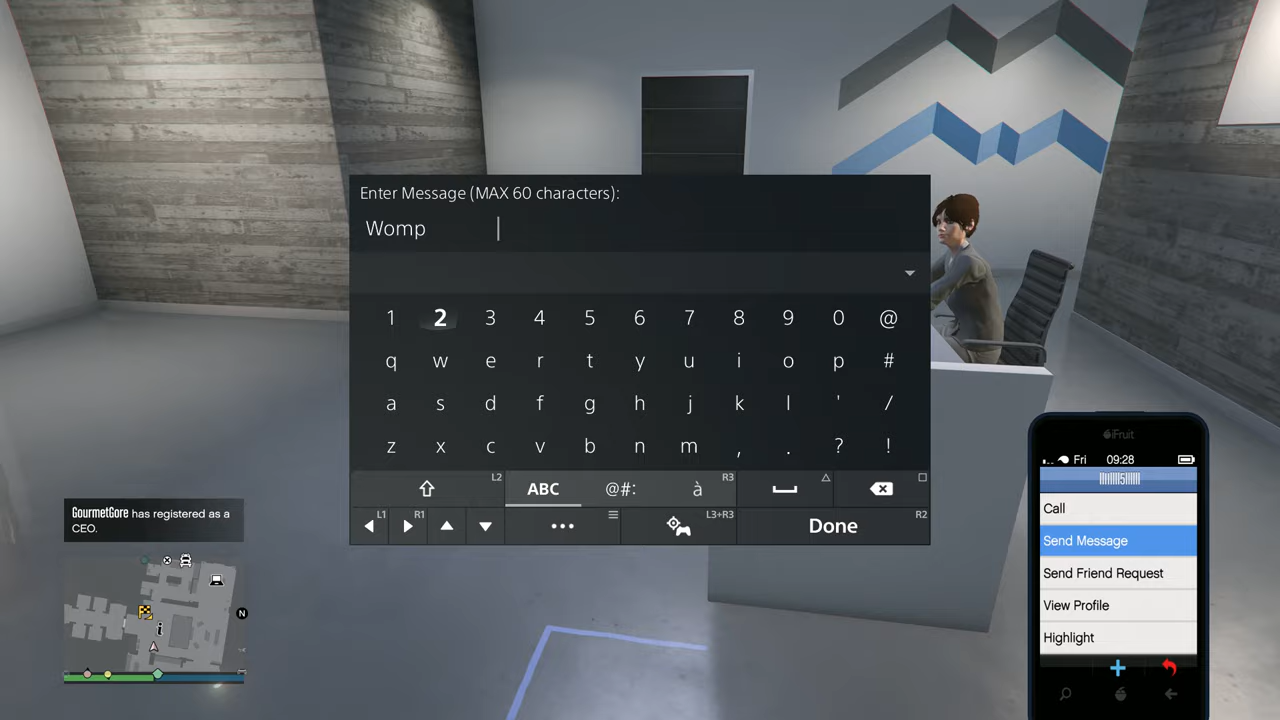 Enter Message (MAX 60 characters):
Womp
1 2 3 4 5 6 7 8 9 0 @
q w e r t y u i o p #
a s d f g h j k l ' /
z x c v b n m , . ? !
L2 ABC @#: à R3
L1 R1 ... L3+R3 Done R2
GourmetGore has registered as a
CEO.
N
iFruit
Fri 09:28
Call
Send Message
Send Friend Request
View Profile
Highlight